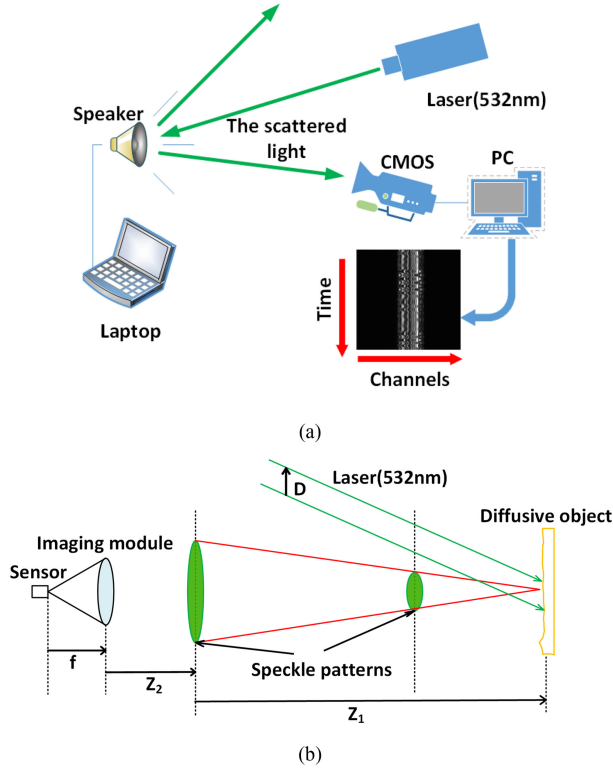 Speaker
Laser(532nm)
The scattered
light
CMOS
PC
Laptop
Time
Channels
(a)
Laser(532nm)
D
Diffusive object
Imaging module
Sensor
Speckle patterns
f
Z2
Z1
(b)